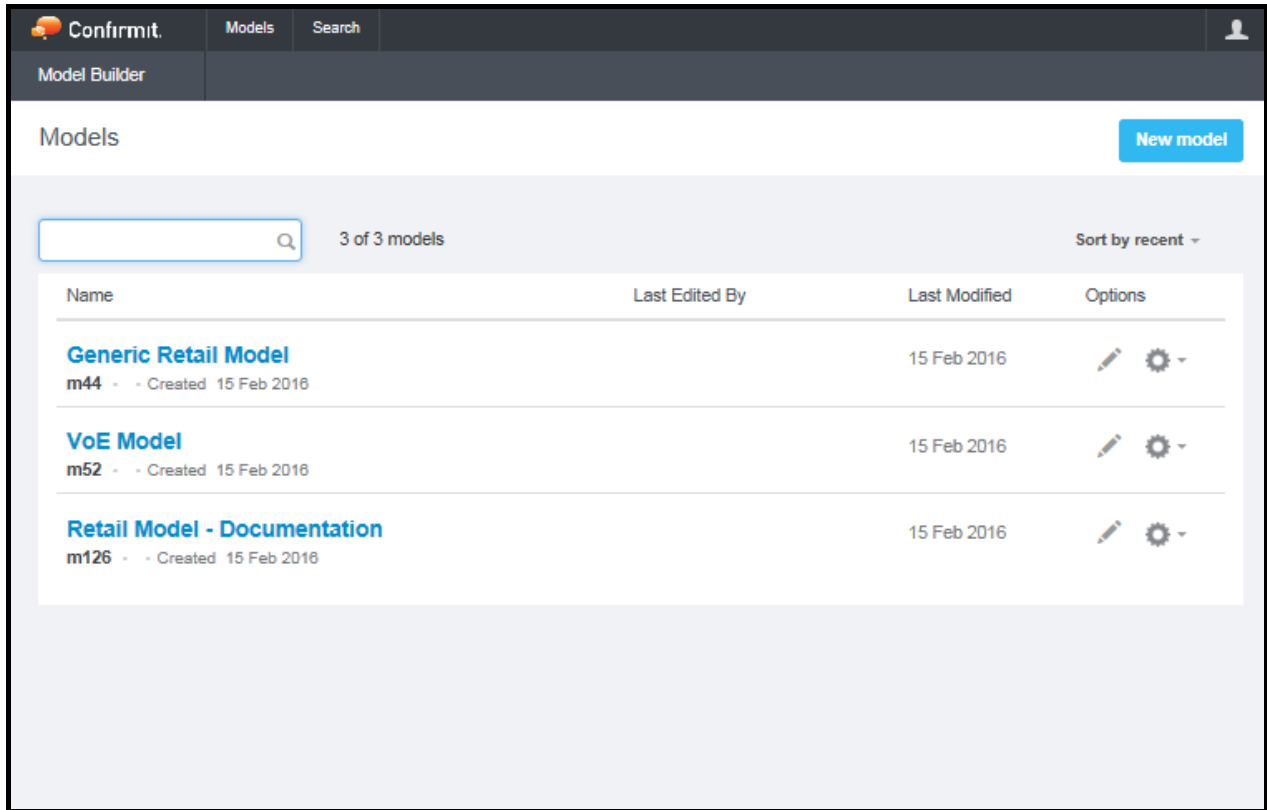 Confirmit. Models Search
Model Builder
Models New model
3 of 3 models Sort by recent
Name Last Edited By Last Modified Options
Generic Retail Model 15 Feb 2016
m44 - - Created 15 Feb 2016
VoE Model 15 Feb 2016
m52 - - Created 15 Feb 2016
Retail Model - Documentation 15 Feb 2016
m126 - - Created 15 Feb 2016